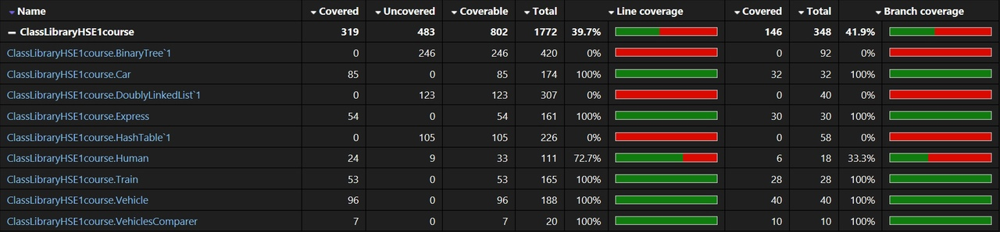 Name Covered Uncovered Coverable Total Line coverage Covered Total Branch coverage
ClassLibraryHSE1course 319 483 802 1772 39.7% 146 348 41.9%
ClassLibraryHSE1course.BinaryTree`1 0 246 246 420 0% 0 92 0%
ClassLibraryHSE1course.Car 85 0 85 174 100% 32 32 100%
ClassLibraryHSE1course.DoublyLinkedList`1 0 123 123 307 0% 0 40 0%
ClassLibraryHSE1course.Express 54 0 54 161 100% 30 30 100%
ClassLibraryHSE1course.HashTable`1 0 105 105 226 0% 0 58 0%
ClassLibraryHSE1course.Human 24 9 33 111 72.7% 6 18 33.3%
ClassLibraryHSE1course.Train 53 0 53 165 100% 28 28 100%
ClassLibraryHSE1course.Vehicle 96 0 96 188 100% 40 40 100%
ClassLibraryHSE1course.VehiclesComparer 7 0 7 20 100% 10 10 100%